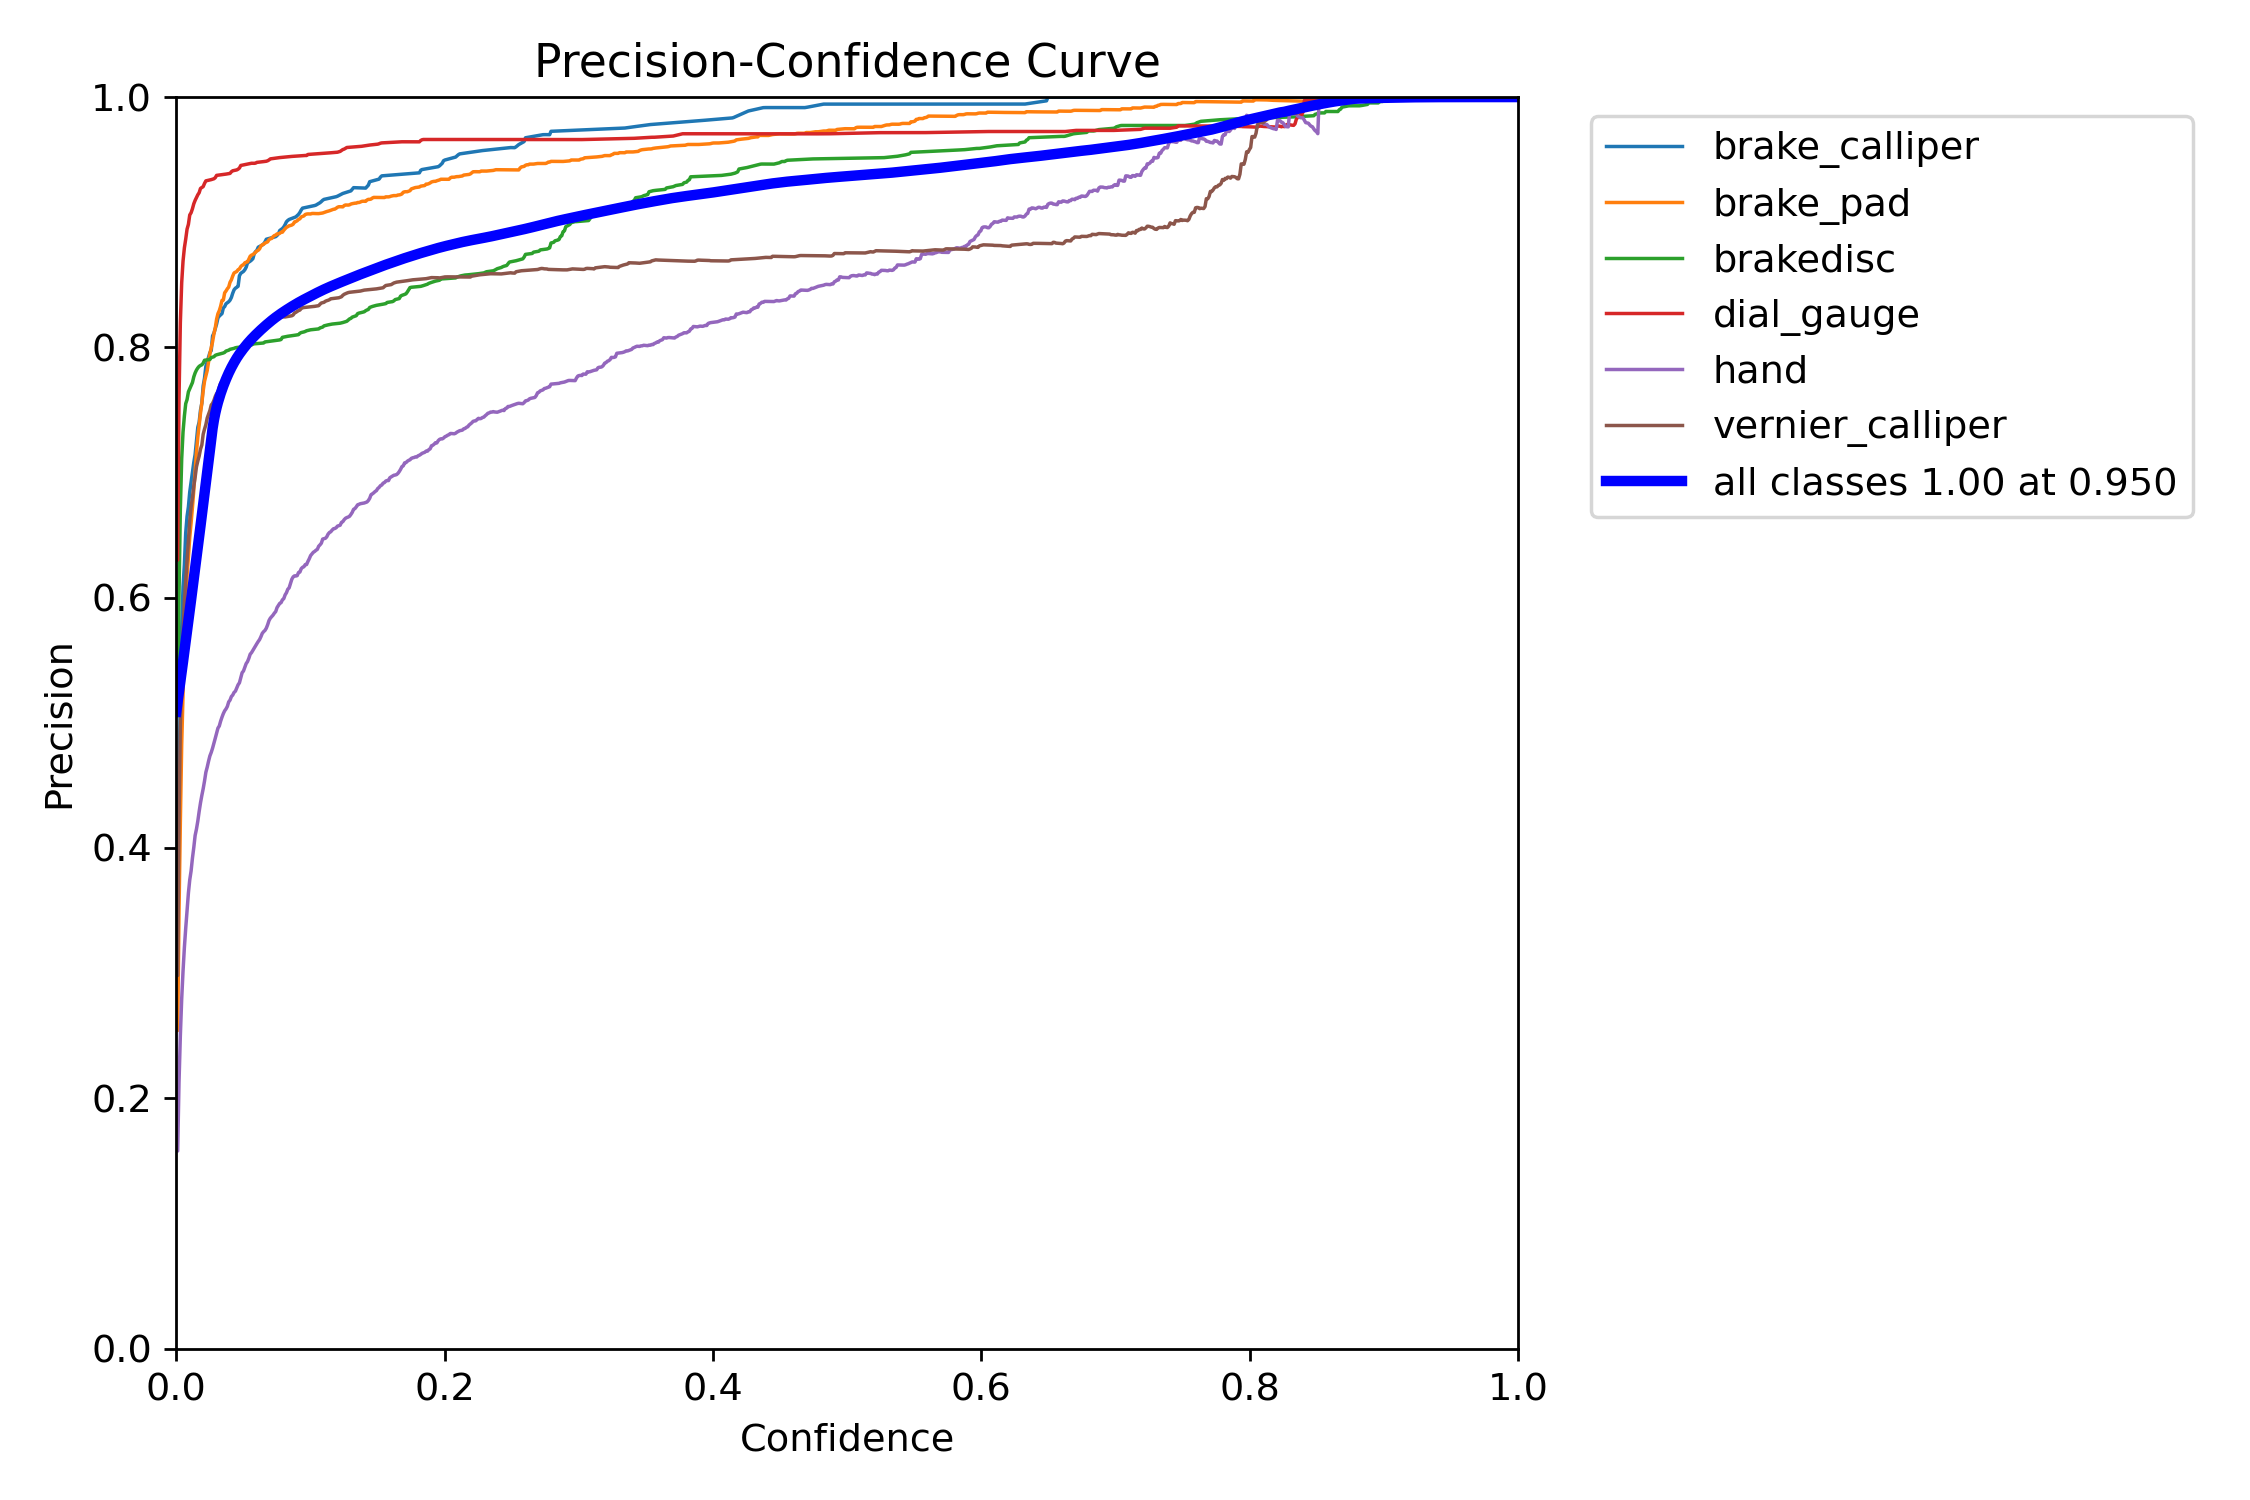 Precision-Confidence Curve
1.0
0.8
0.6
0.4
0.2
0.0
Precision
0.0 0.2 0.4 0.6 0.8 1.0
Confidence
brake_calliper
brake_pad
brakedisc
dial_gauge
hand
vernier_calliper
all classes 1.00 at 0.950